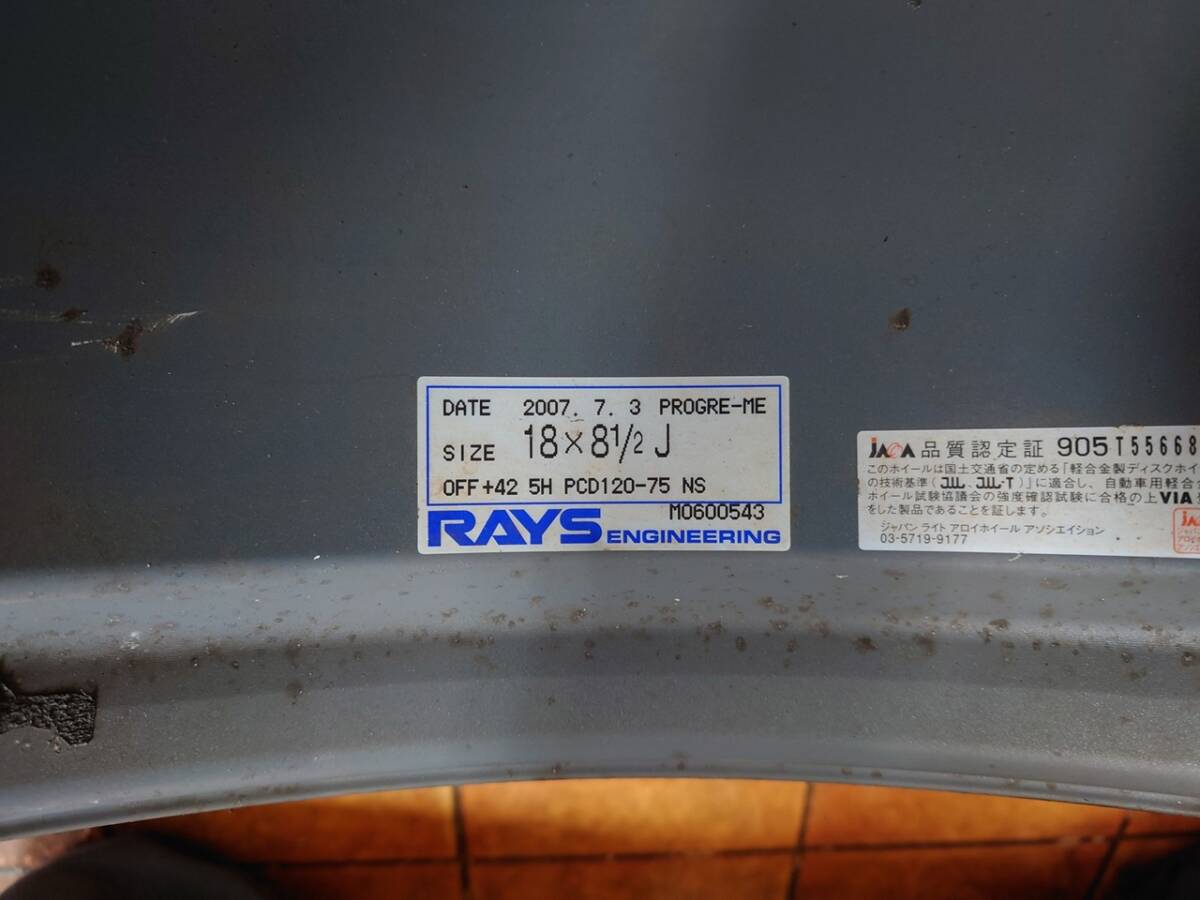 DATE 2007. 7. 3 PROGRE-ME
SIZE 18×8 1/2 J
OFF+42 5H PCD120-75 NS
M0600543
RAYS ENGINEERING
JAWA 品質認定証 905T55668
このホイールは国土交通省の定める「軽合金製ディスクホイ
の技術基準(JWL、JWL-T)」に適合し、自動車用軽合金
ホイール試験協議会の強度確認試験に合格の上VIA
をした製品であることを証します。
ジャパン ライト アロイホイール アソシエイション
03-5719-9177